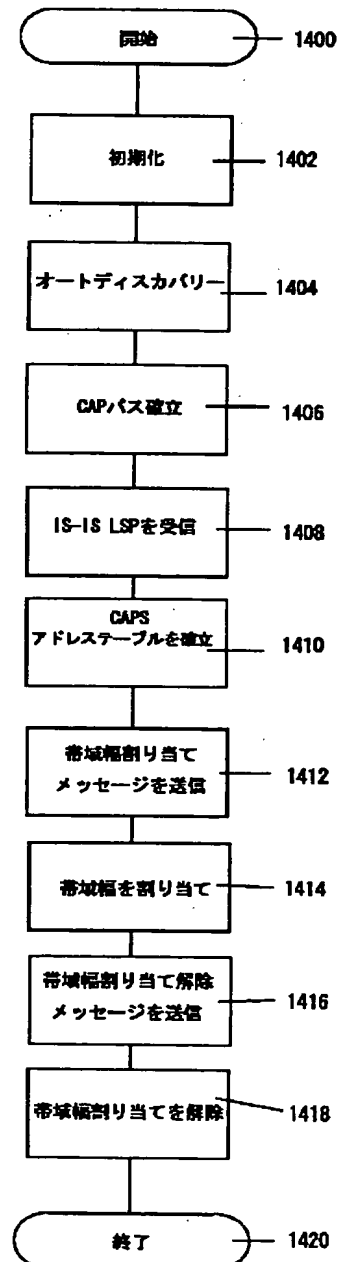 開始
1400
初期化
1402
オートディスカバリー
1404
CAPパス確立
1406
IS-IS LSPを受信
1408
CAPS
アドレステーブルを確立
1410
帯域幅割り当て
メッセージを送信
1412
帯域幅を割り当て
1414
帯域幅割り当て解除
メッセージを送信
1416
帯域幅割り当てを解除
1418
終了
1420